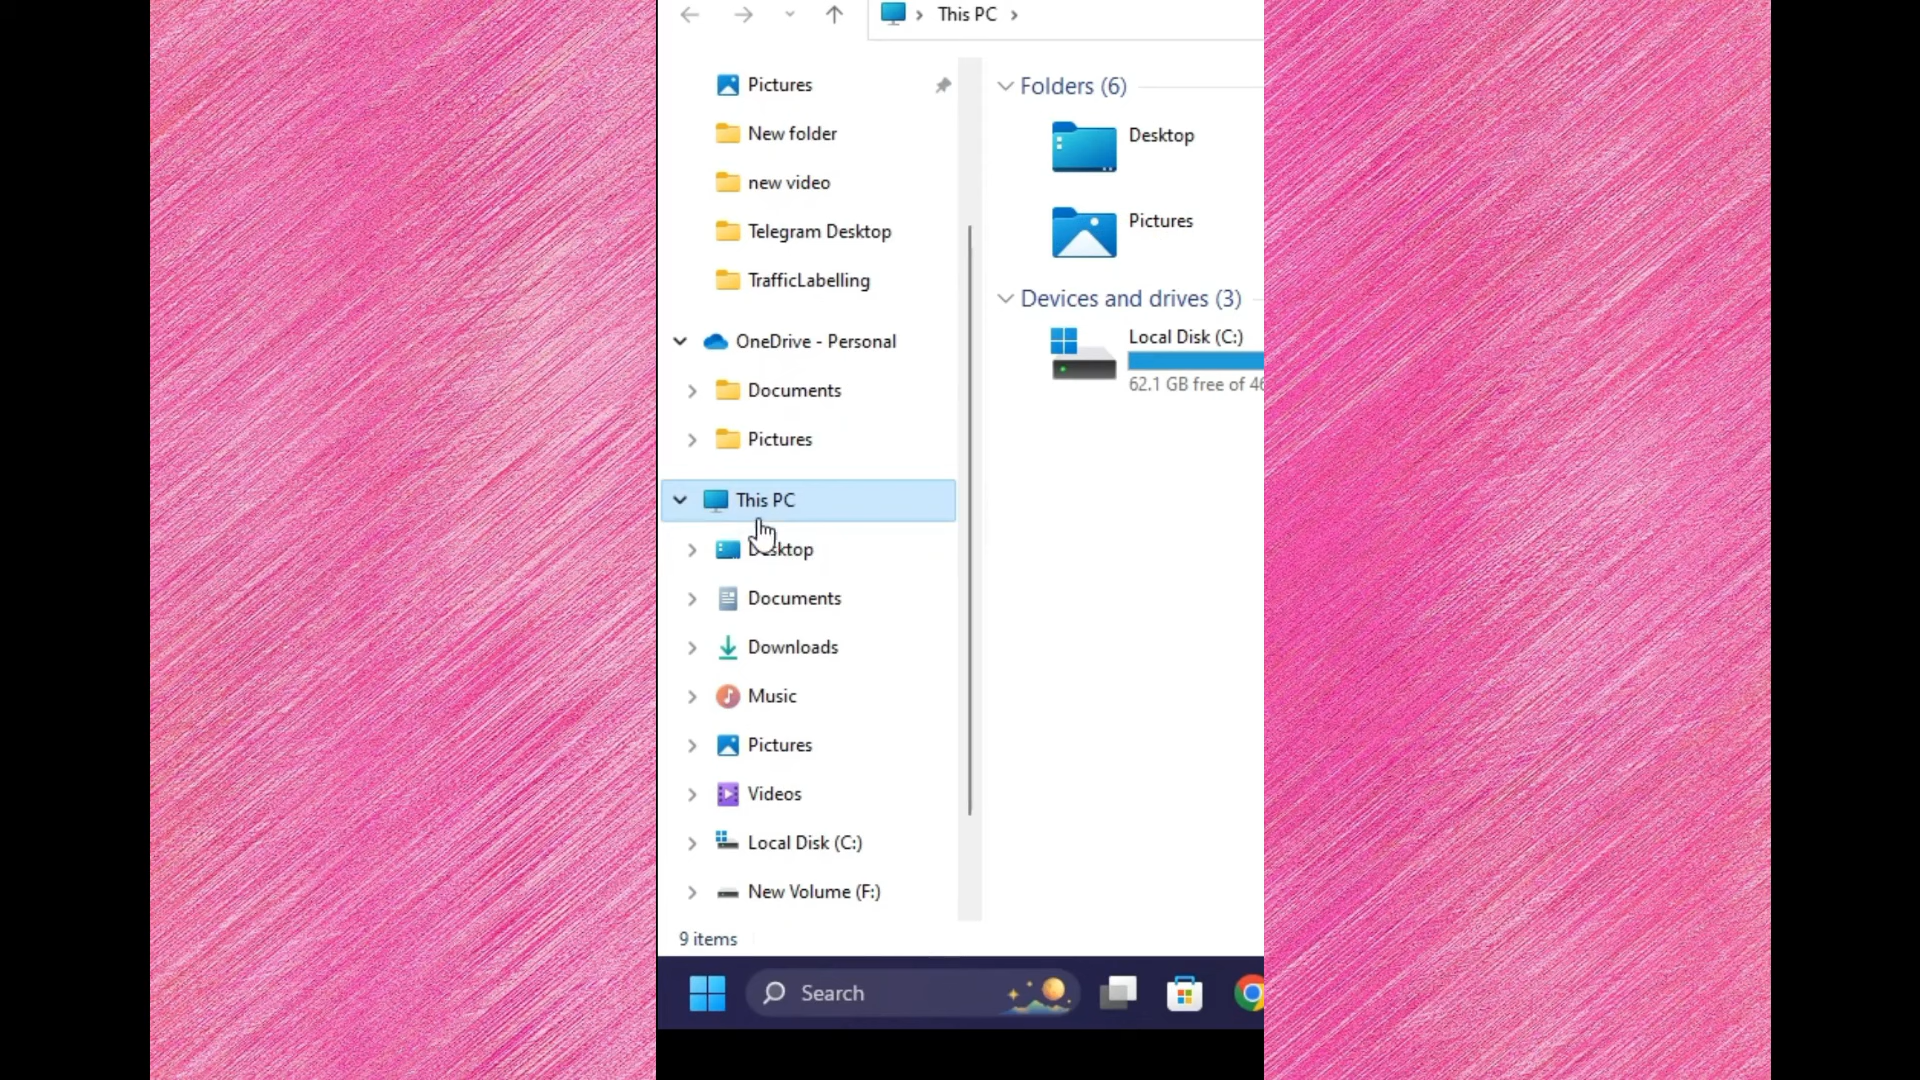 This PC
Pictures
New folder
new video
Telegram Desktop
TrafficLabelling
OneDrive - Personal
Documents
Pictures
This PC
Desktop
Documents
Downloads
Music
Pictures
Videos
Local Disk (C:)
New Volume (F:)
9 items
Folders (6)
Desktop
Pictures
Devices and drives (3)
Local Disk (C:)
62.1 GB free of 46
Search